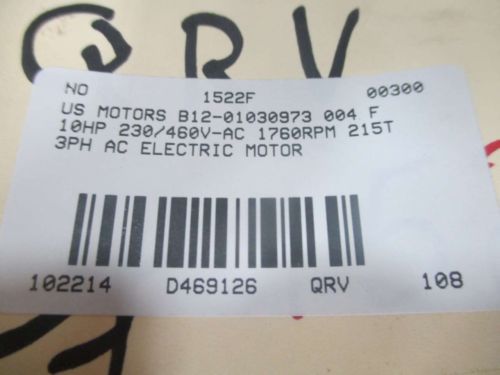 QRV
NO 1522F 00300
US MOTORS B12-01030973 004 F
10HP 230/460V-AC 1760RPM 215T
3PH AC ELECTRIC MOTOR
102214 D469126 QRV 108